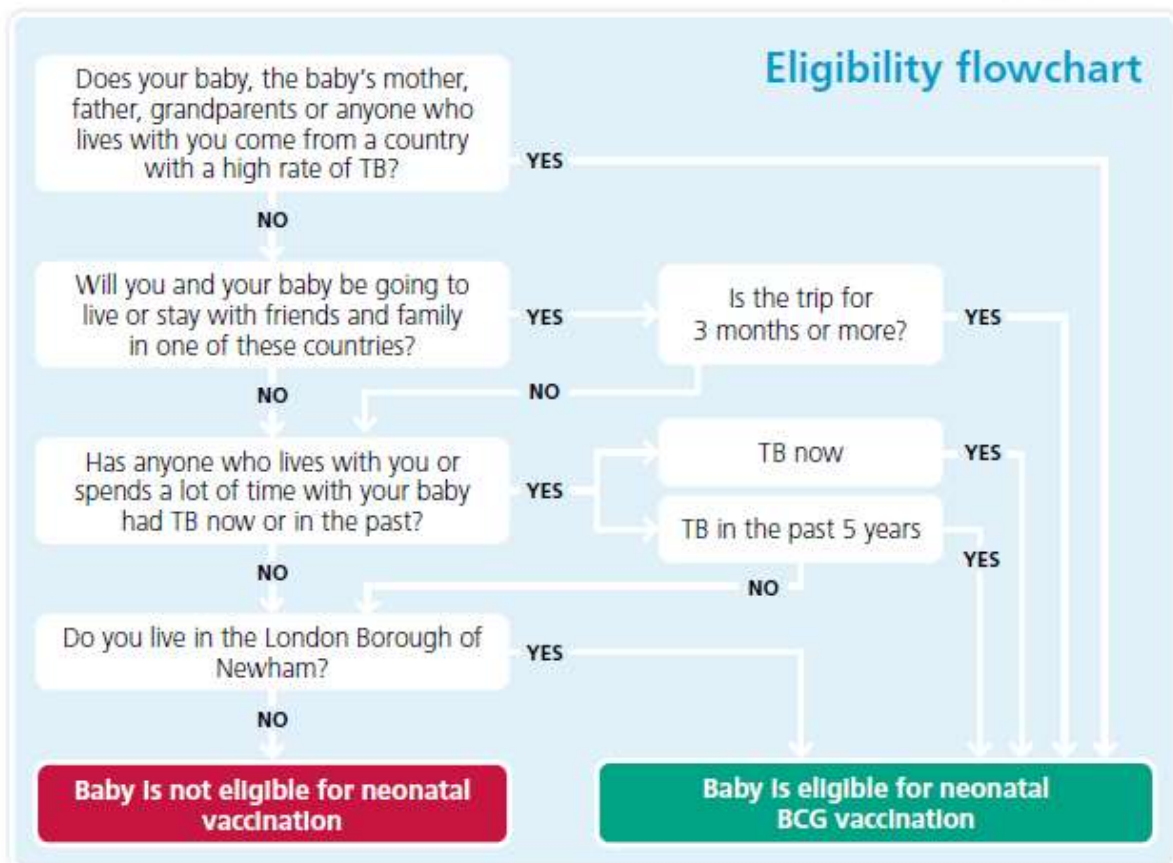 Eligibility flowchart
Does your baby, the baby's mother,
father, grandparents or anyone who
lives with you come from a country
with a high rate of TB?
YES
NO
Will you and your baby be going to
live or stay with friends and family
in one of these countries?
YES
Is the trip for
3 months or more?
YES
NO
NO
Has anyone who lives with you or
spends a lot of time with your baby
had TB now or in the past?
YES
TB now
YES
TB in the past 5 years
YES
NO
NO
Do you live in the London Borough of
Newham?
YES
NO
Baby is not eligible for neonatal
vaccination
Baby is eligible for neonatal
BCG vaccination